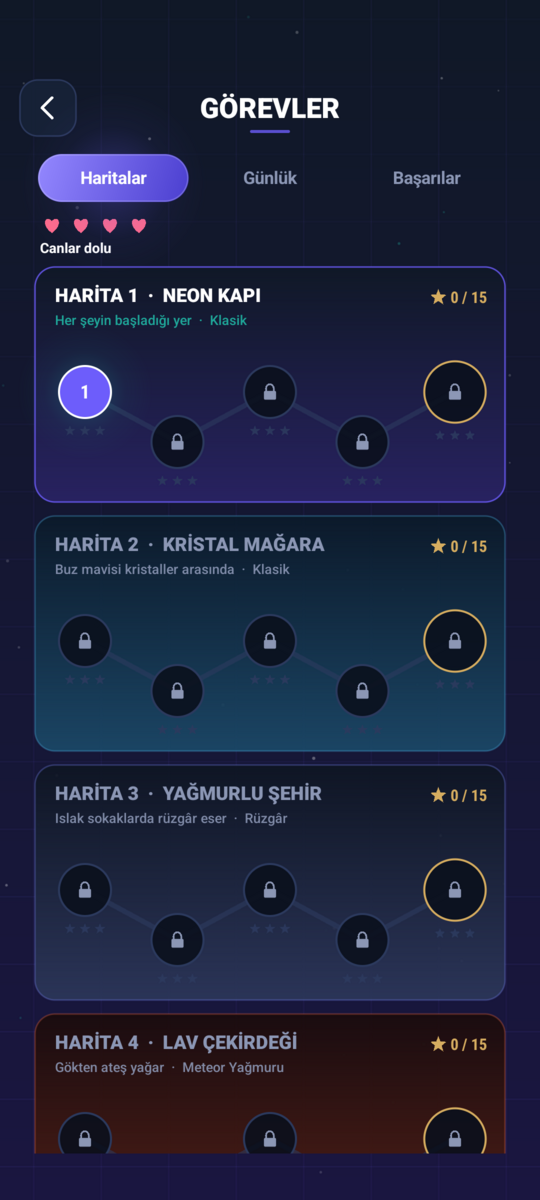 GÖREVLER
Haritalar
Günlük
Başarılar
Canlar dolu
HARİTA 1 · NEON KAPI
0 / 15
Her şeyin başladığı yer · Klasik
1
HARİTA 2 · KRİSTAL MAĞARA
0 / 15
Buz mavisi kristaller arasında · Klasik
HARİTA 3 · YAĞMURLU ŞEHİR
0 / 15
Islak sokaklarda rüzgâr eser · Rüzgâr
HARİTA 4 · LAV ÇEKİRDEĞİ
0 / 15
Gökten ateş yağar · Meteor Yağmuru